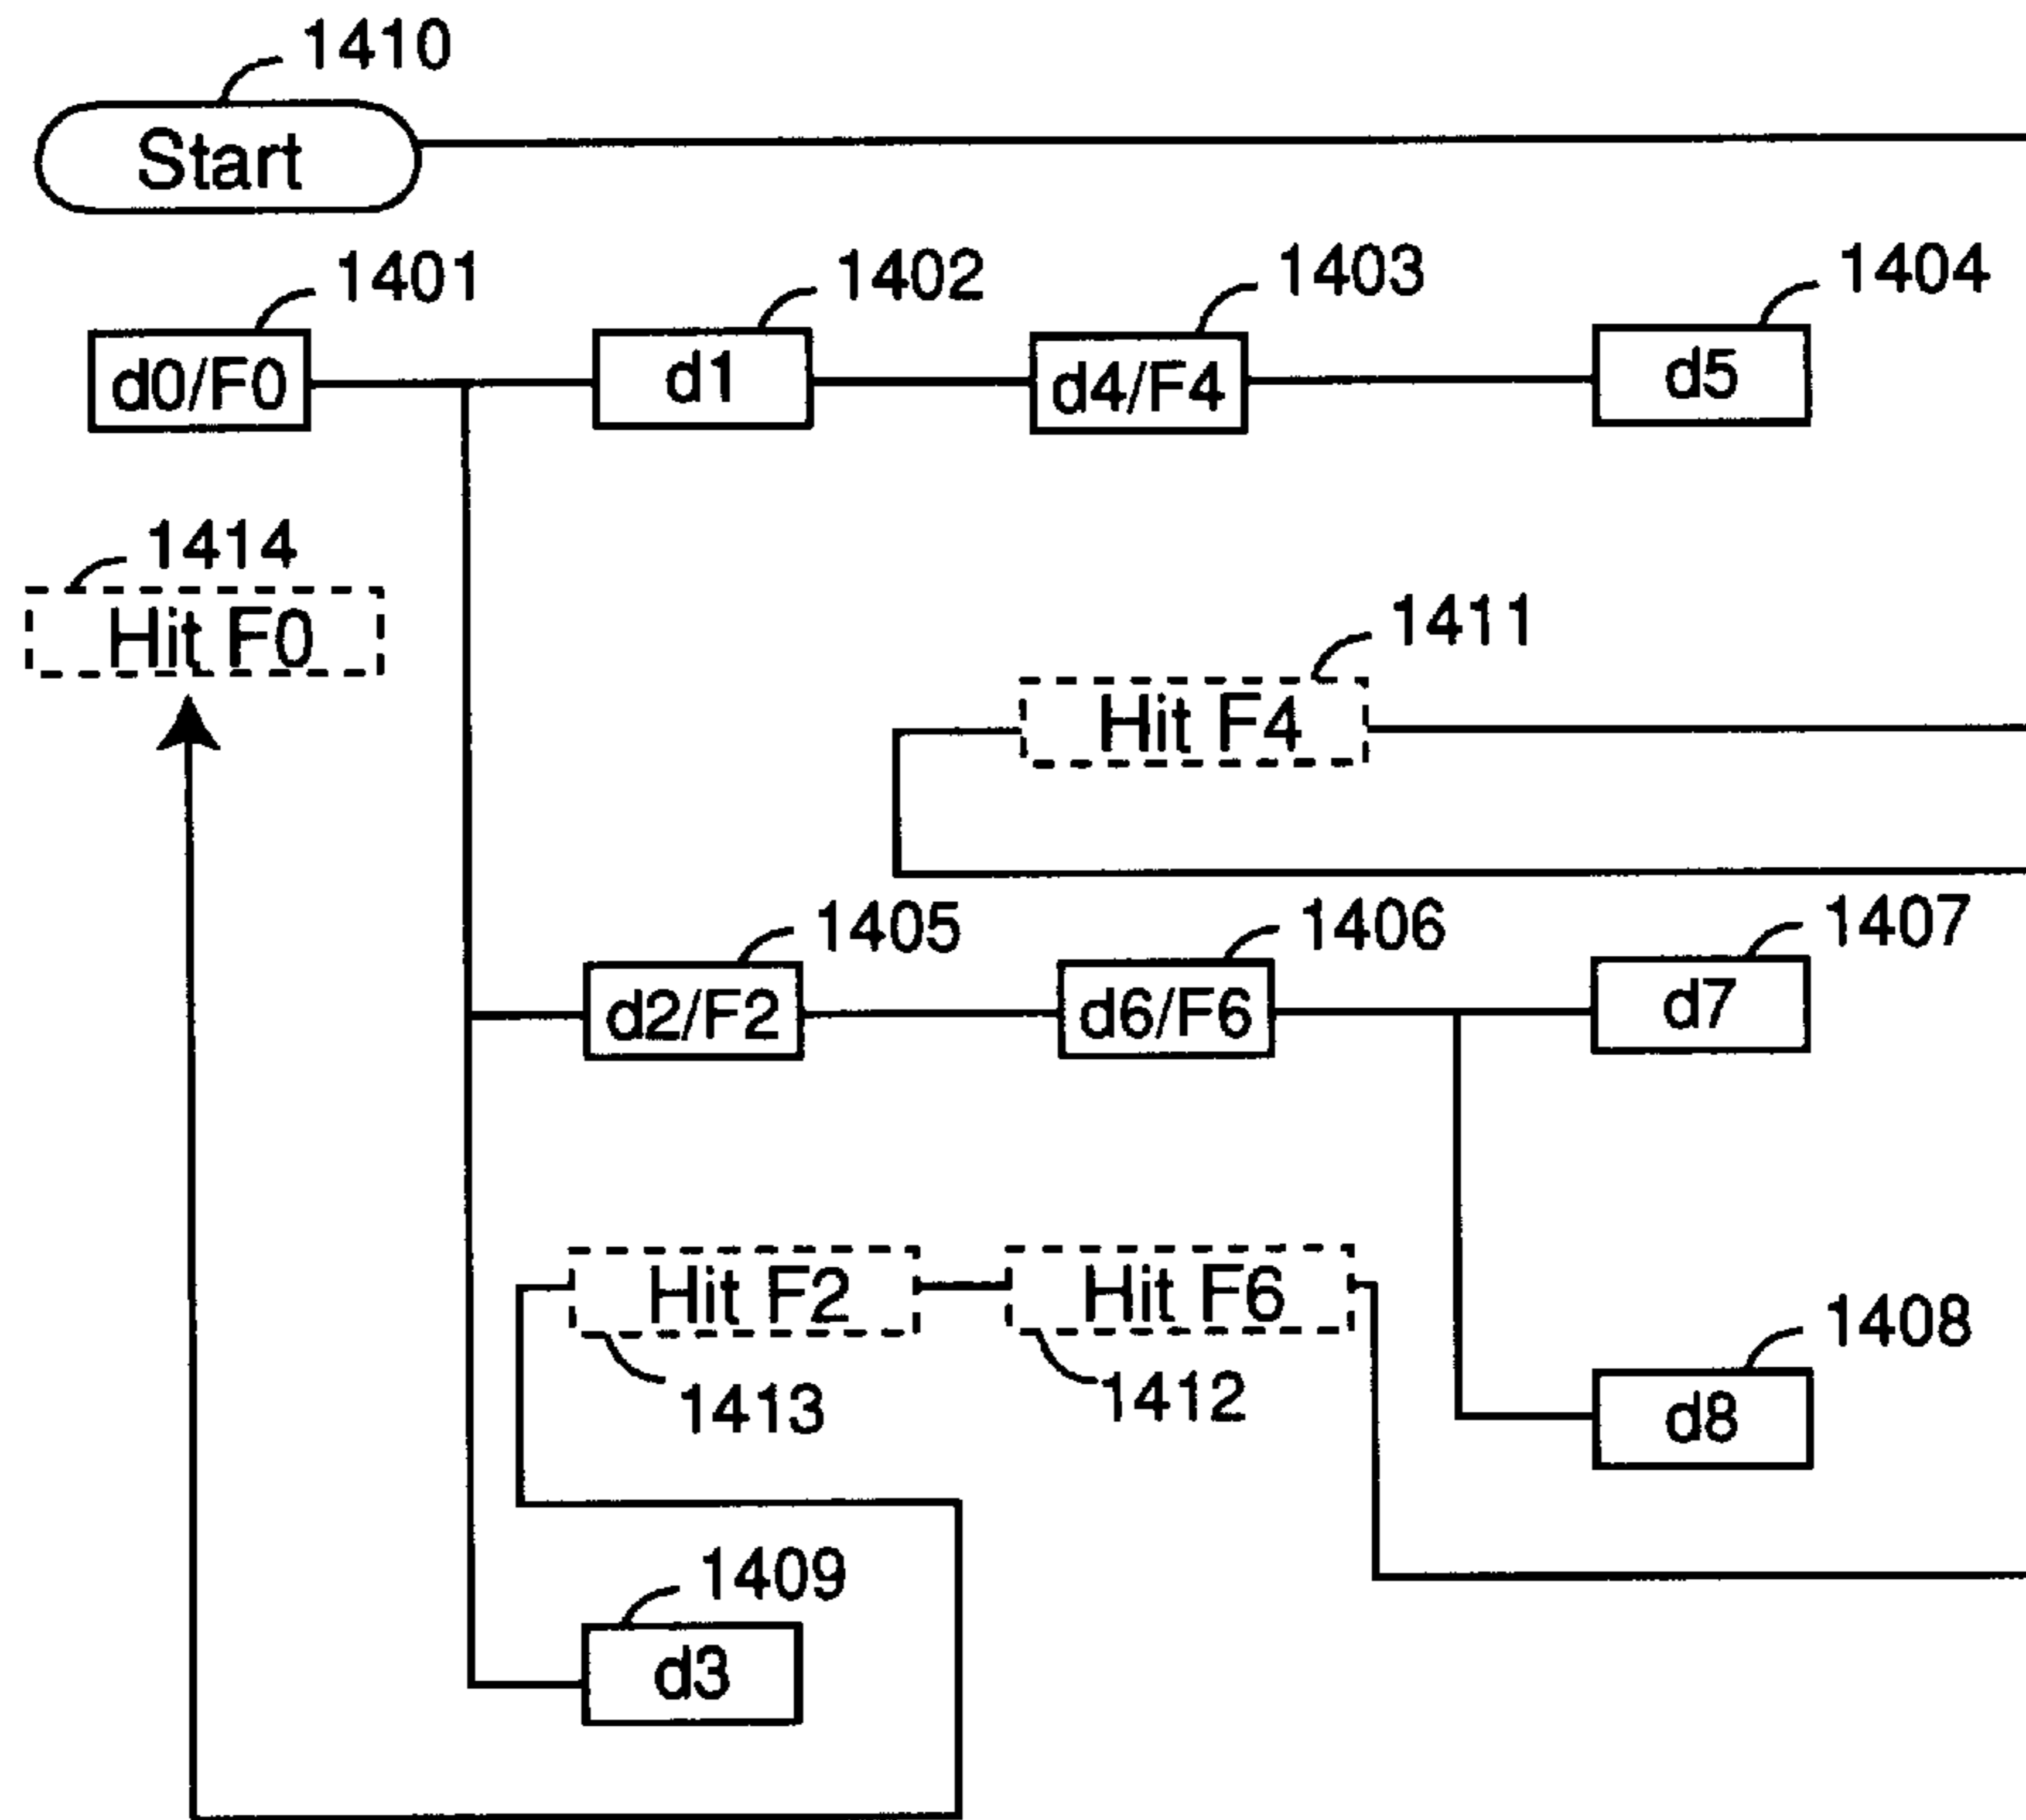 1410
Start
1401
1402
1403
1404
d0/F0
d1
d4/F4
d5
1414
Hit F0
1411
Hit F4
1405
1406
1407
d2/F2
d6/F6
d7
Hit F2
Hit F6
1413
1412
1408
d8
1409
d3